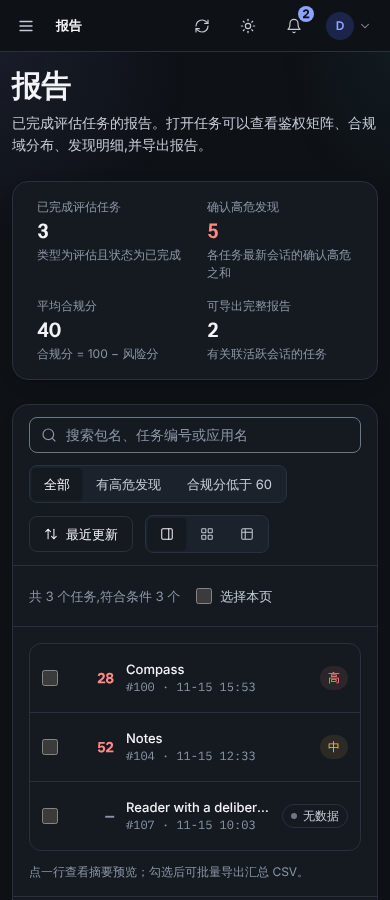 报告
2
D
报告
已完成评估任务的报告。打开任务可以查看鉴权矩阵、合规
域分布、发现明细,并导出报告。
已完成评估任务
3
类型为评估且状态为已完成
确认高危发现
5
各任务最新会话的确认高危
之和
平均合规分
40
合规分 = 100 − 风险分
可导出完整报告
2
有关联活跃会话的任务
搜索包名、任务编号或应用名
全部 有高危发现 合规分低于 60
最近更新
共 3 个任务,符合条件 3 个 选择本页
28 Compass 高
#100 · 11-15 15:53
52 Notes 中
#104 · 11-15 12:33
— Reader with a deliber... 无数据
#107 · 11-15 10:03
点一行查看摘要预览；勾选后可批量导出汇总 CSV。